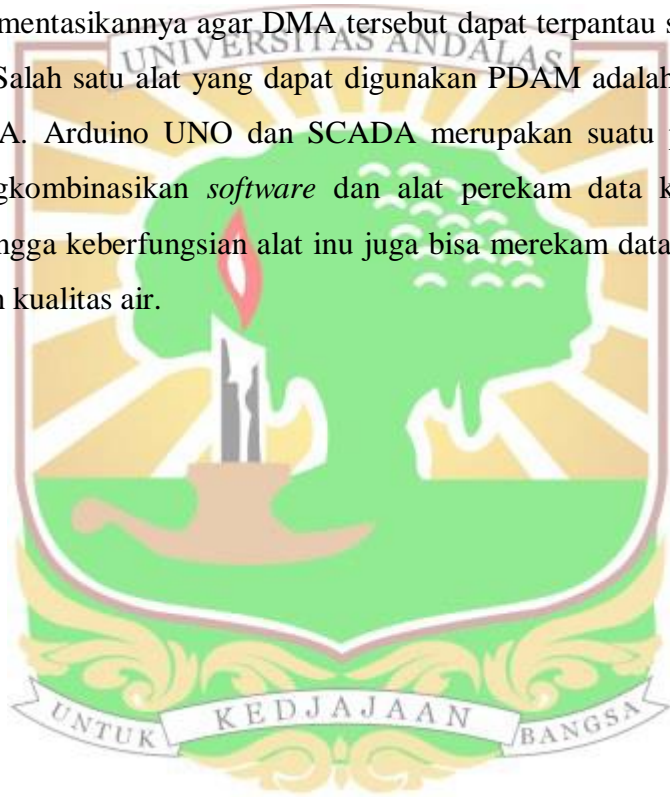 mentasikannya agar DMA tersebut dapat terpantau s
UNIVERSITAS ANDALAS
Salah satu alat yang dapat digunakan PDAM adalah
A. Arduino UNO dan SCADA merupakan suatu
gkombinasikan software dan alat perekam data k
ngga keberfungsian alat inu juga bisa merekam data
n kualitas air.
UNTUK KEDJAJAAN BANGSA